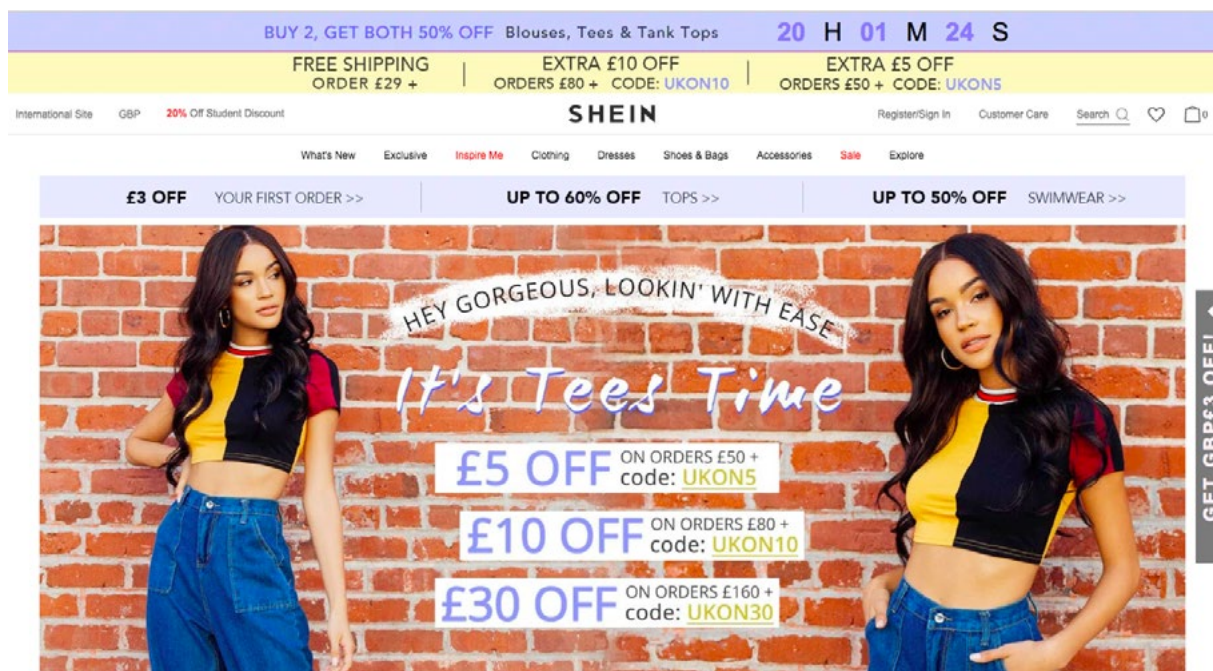 BUY 2, GET BOTH 50% OFF Blouses, Tees & Tank Tops 20 H 01 M 24 S
FREE SHIPPING
ORDER £29 +
EXTRA £10 OFF
ORDERS £80 + CODE: UKON10
EXTRA £5 OFF
ORDERS £50 + CODE: UKON5
International Site GBP 20% Off Student Discount SHEIN Register/Sign In Customer Care Search 0
What's New Exclusive Inspire Me Clothing Dresses Shoes & Bags Accessories Sale Explore
£3 OFF YOUR FIRST ORDER >> UP TO 60% OFF TOPS >> UP TO 50% OFF SWIMWEAR >>
HEY GORGEOUS, LOOKIN' WITH EASE
It's Tees Time
£5 OFF ON ORDERS £50 +
code: UKON5
£10 OFF ON ORDERS £80 +
code: UKON10
£30 OFF ON ORDERS £160 +
code: UKON30
GET GBP£3 OFF!